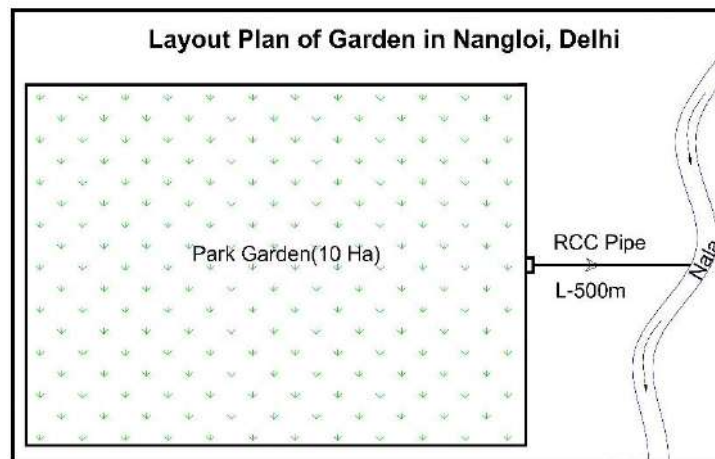 Layout Plan of Garden in Nangloi, Delhi
Park Garden(10 Ha)
RCC Pipe
L-500m
Nala